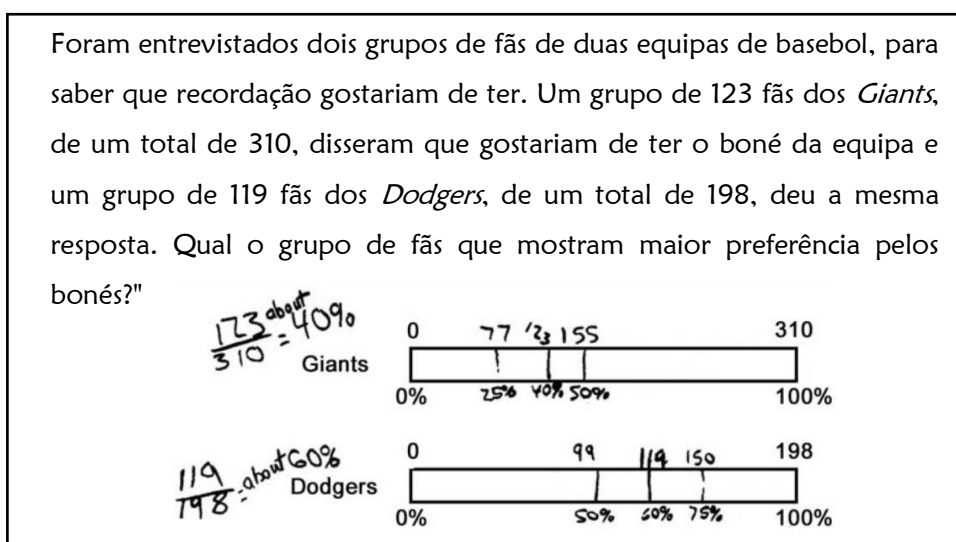 Foram entrevistados dois grupos de fãs de duas equipas de basebol, para
saber que recordação gostariam de ter. Um grupo de 123 fãs dos Giants,
de um total de 310, disseram que gostariam de ter o boné da equipa e
um grupo de 119 fãs dos Dodgers, de um total de 198, deu a mesma
resposta. Qual o grupo de fãs que mostram maior preferência pelos
bonés?"
123/310 = about 40%
Giants
0 77 123 155 310
0% 25% 40% 50% 100%
119/198 = about 60%
Dodgers
0 99 119 150 198
0% 50% 60% 75% 100%